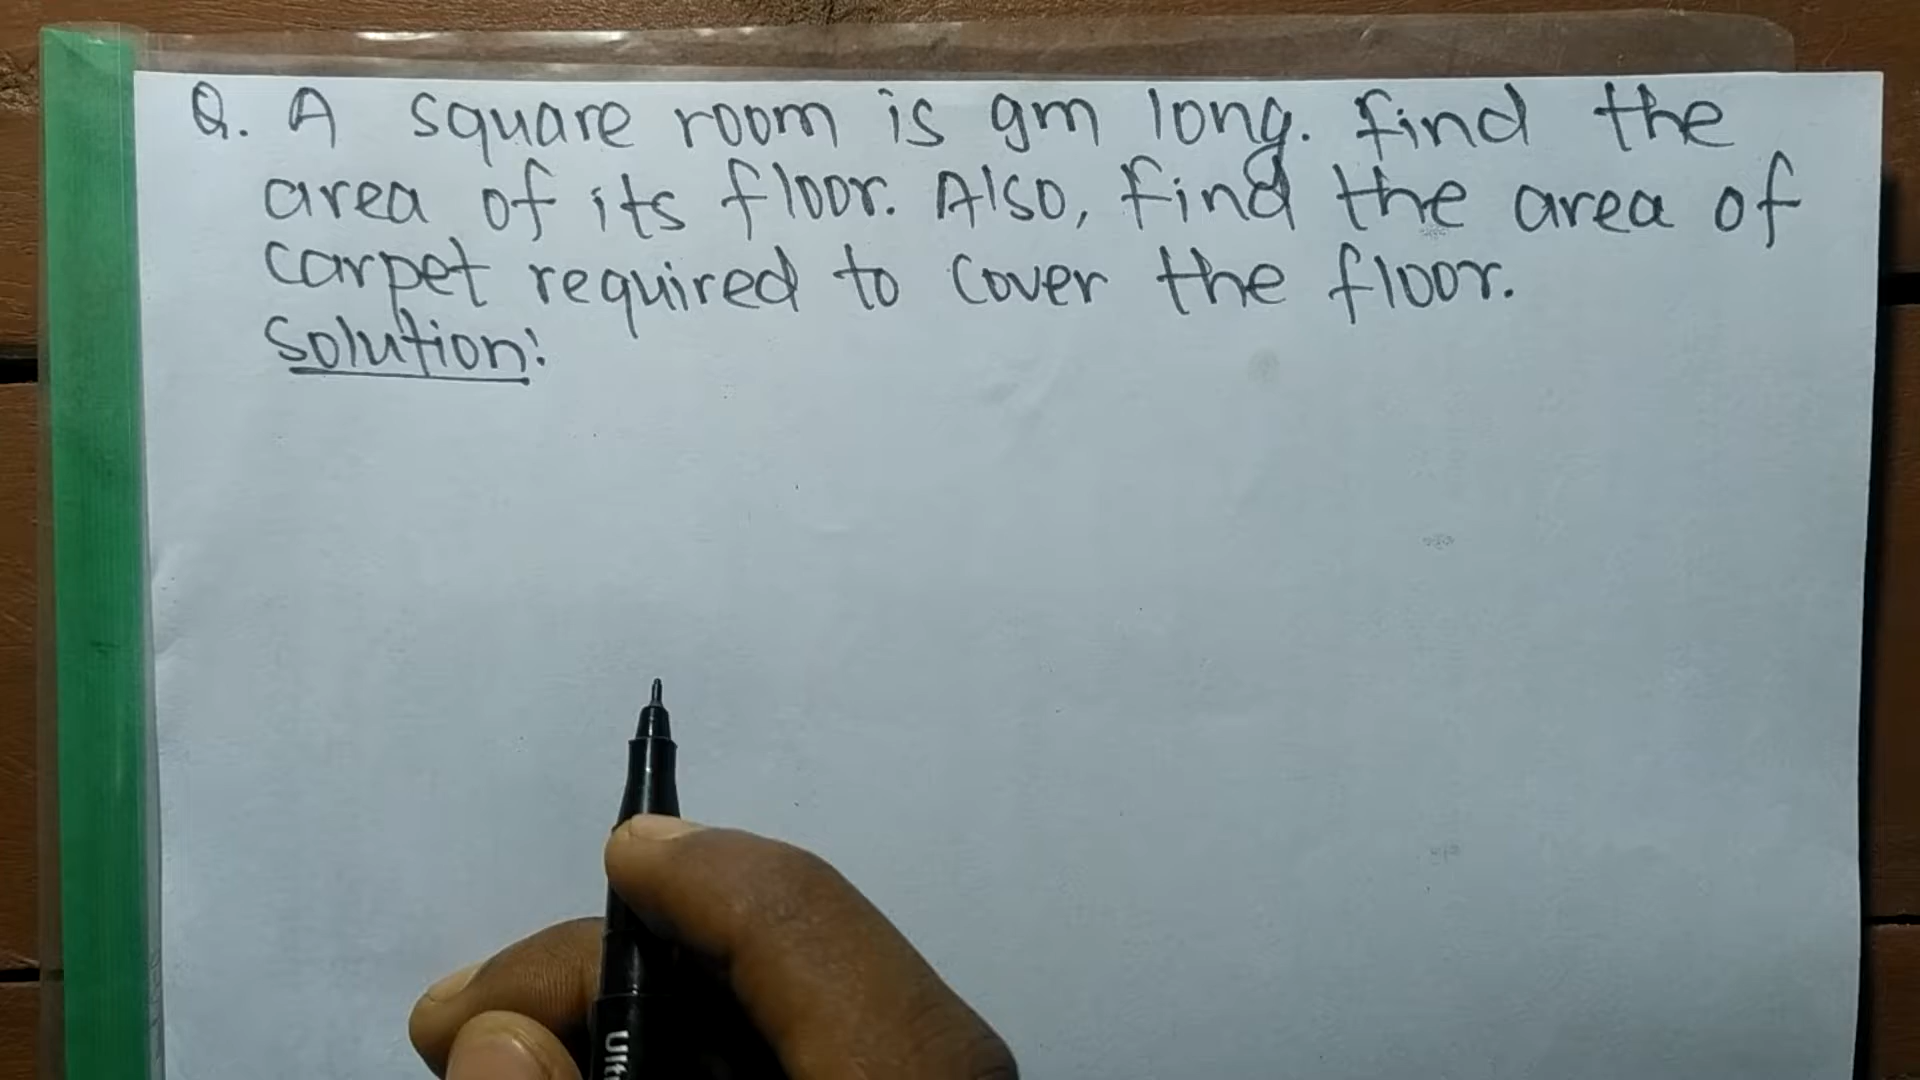 Q. A square room is 9m long. Find the
area of its floor. Also, find the area of
carpet required to cover the floor.
Solution: